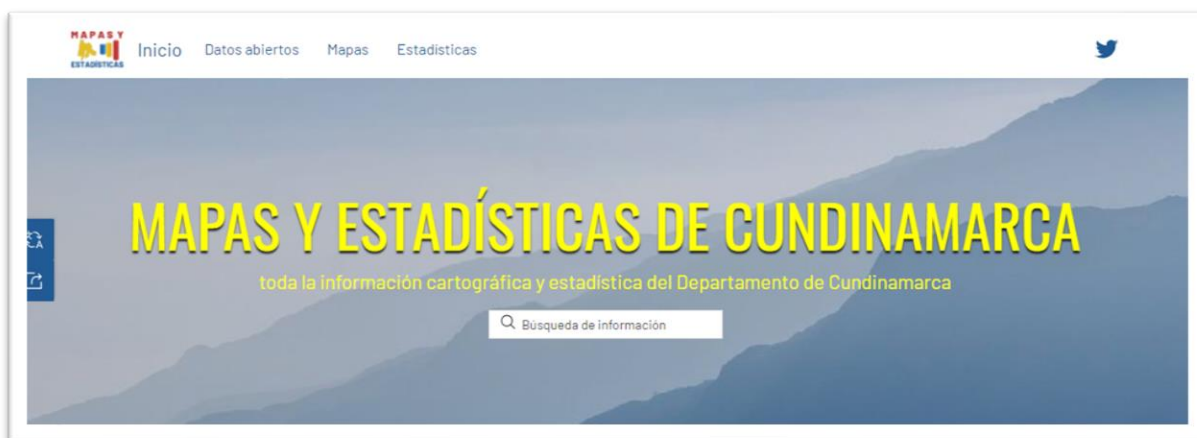 MAPAS Y
ESTADÍSTICAS
Inicio Datos abiertos Mapas Estadísticas
MAPAS Y ESTADÍSTICAS DE CUNDINAMARCA
toda la información cartográfica y estadística del Departamento de Cundinamarca
Búsqueda de información